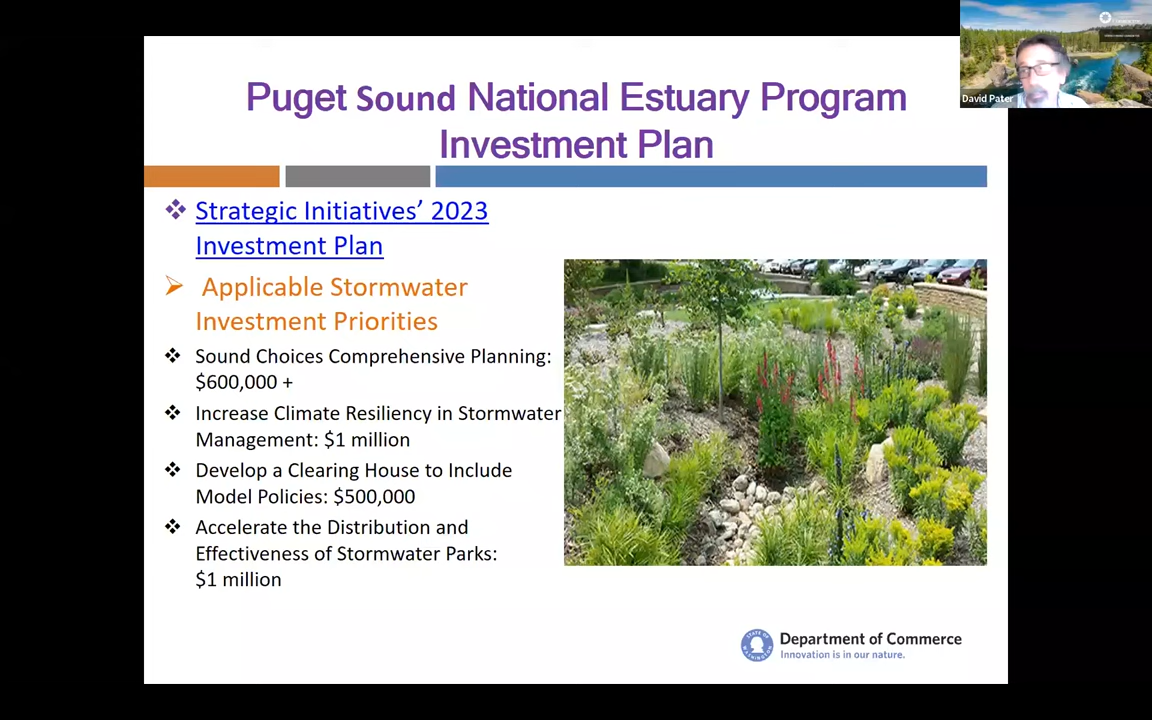 Puget Sound National Estuary Program
Investment Plan
David Pater
Strategic Initiatives’ 2023
Investment Plan
Applicable Stormwater
Investment Priorities
Sound Choices Comprehensive Planning:
$600,000 +
Increase Climate Resiliency in Stormwater
Management: $1 million
Develop a Clearing House to Include
Model Policies: $500,000
Accelerate the Distribution and
Effectiveness of Stormwater Parks:
$1 million
Department of Commerce
Innovation is in our nature.